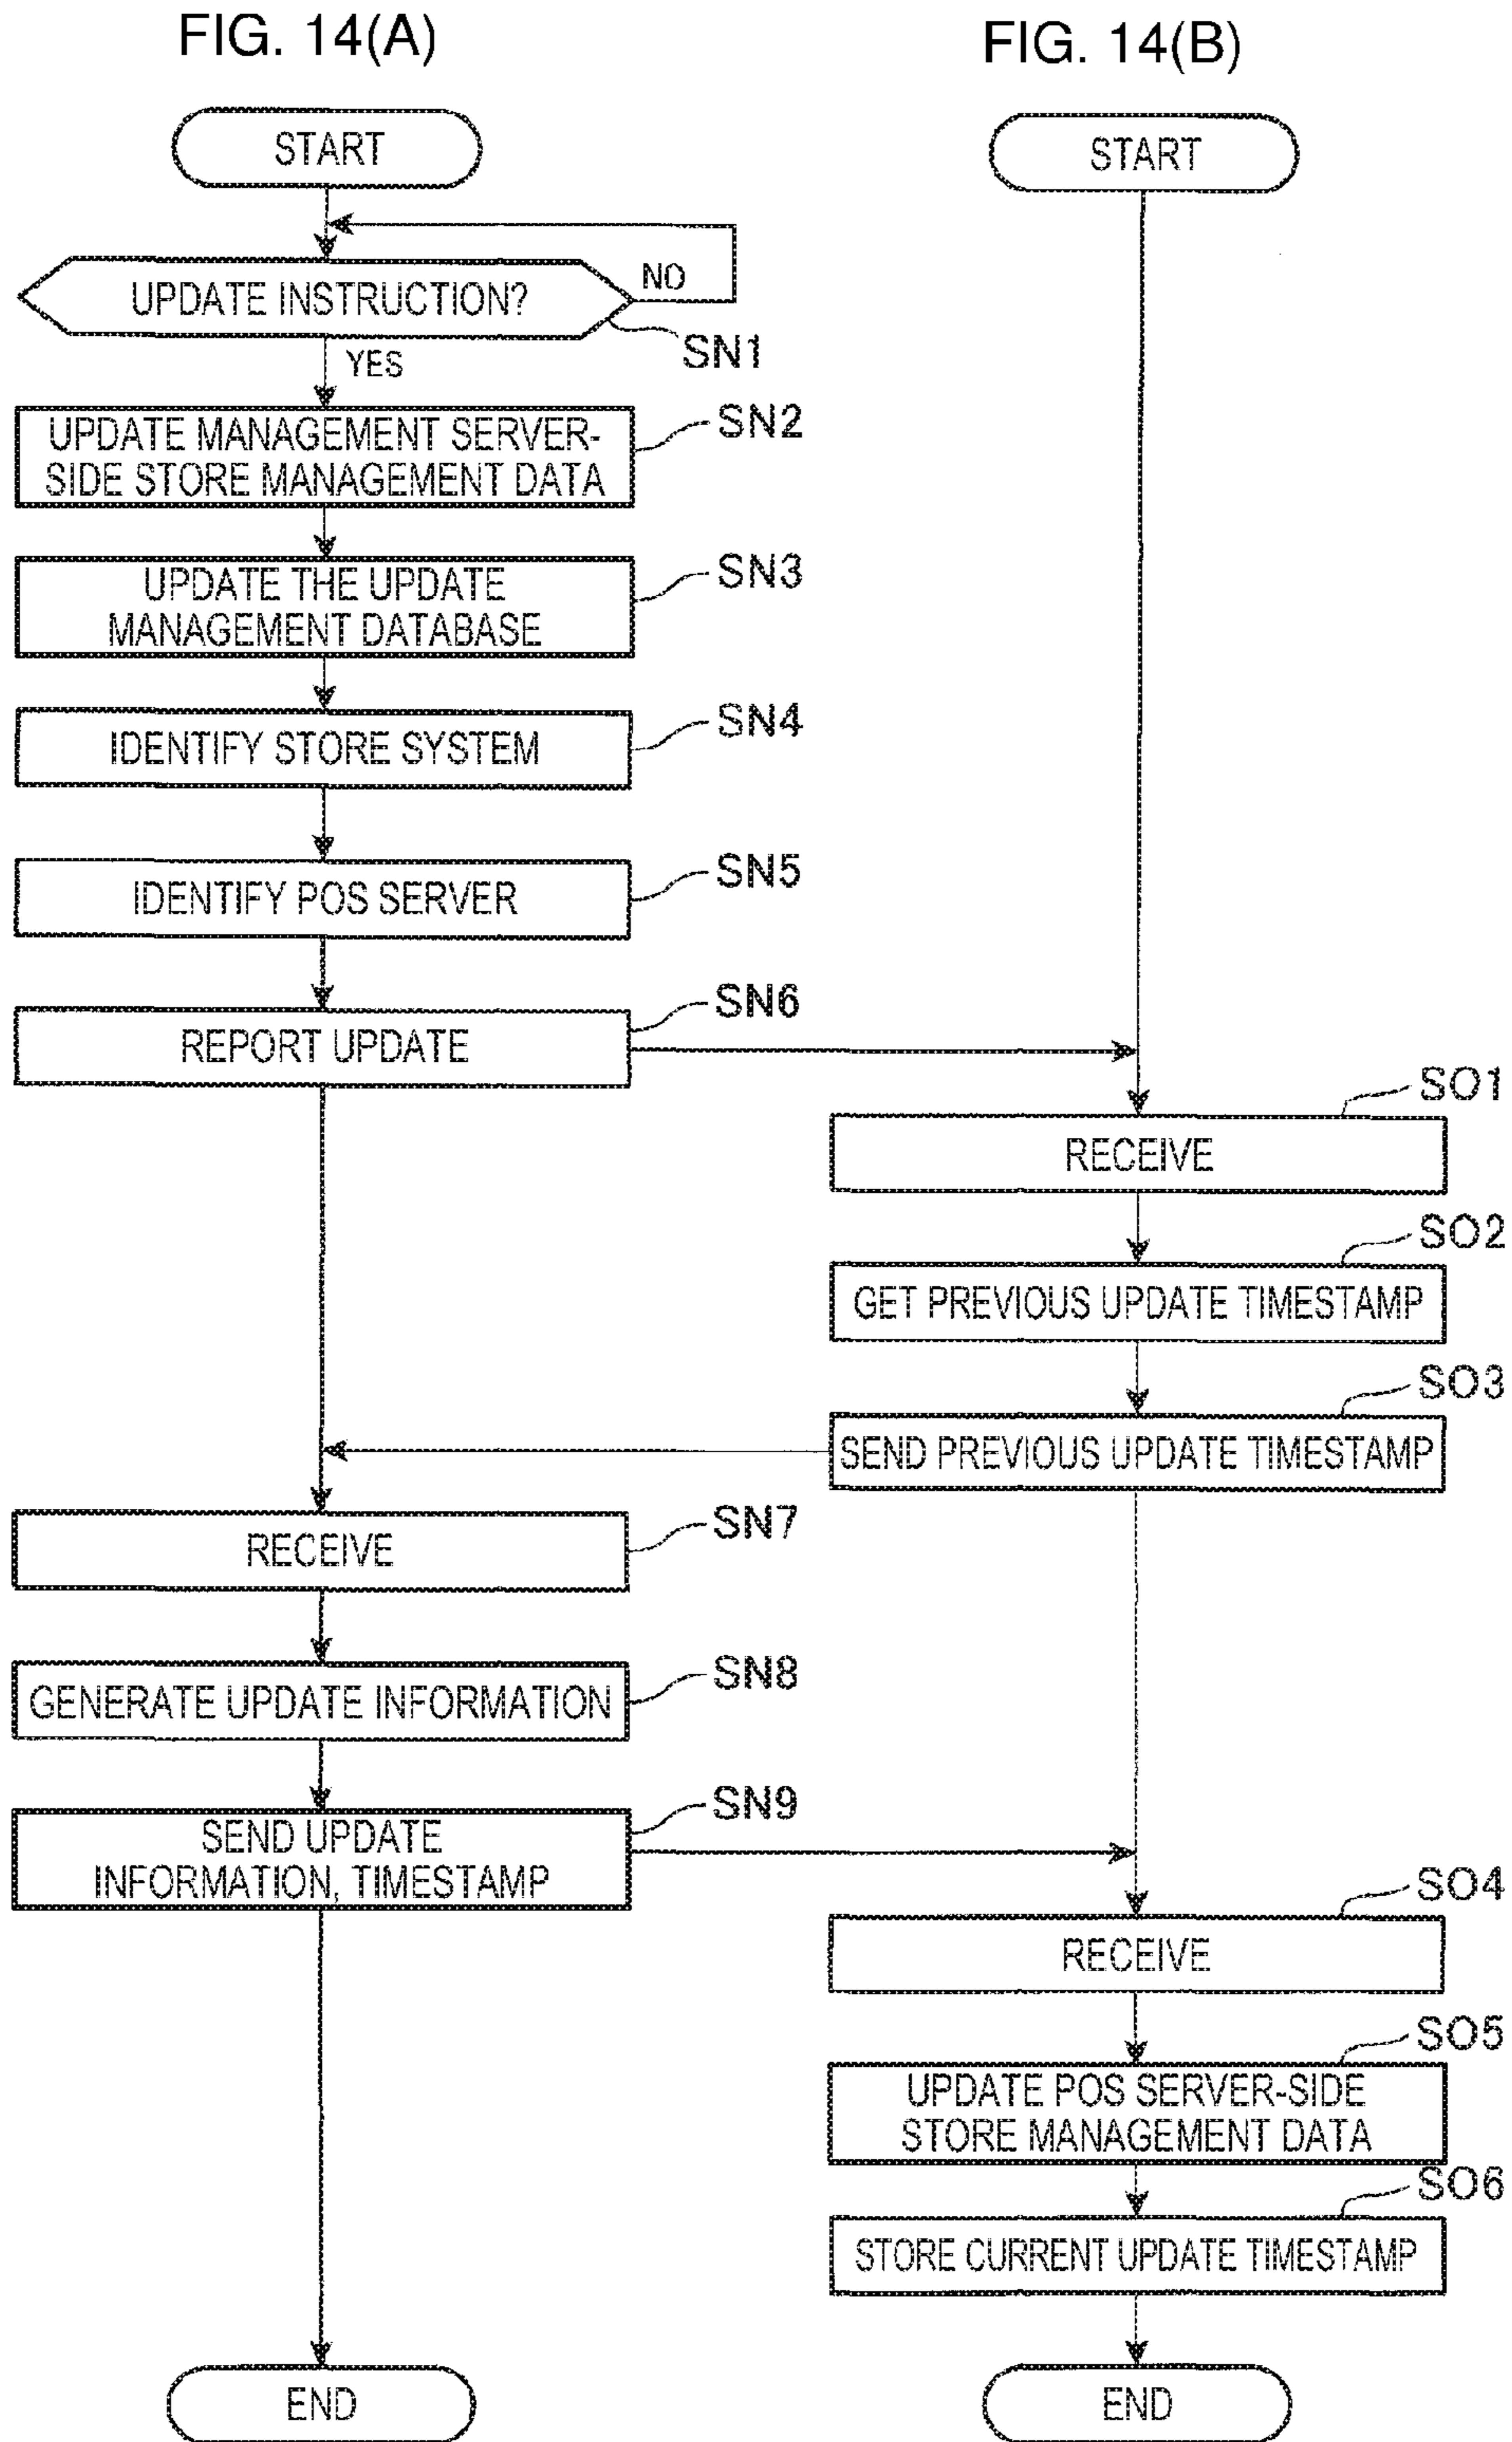 FIG. 14(A)
START
UPDATE INSTRUCTION?
NO
SN1
YES
UPDATE MANAGEMENT SERVER-
SIDE STORE MANAGEMENT DATA
SN2
UPDATE THE UPDATE
MANAGEMENT DATABASE
SN3
IDENTIFY STORE SYSTEM
SN4
IDENTIFY POS SERVER
SN5
REPORT UPDATE
SN6
RECEIVE
SN7
GENERATE UPDATE INFORMATION
SN8
SEND UPDATE
INFORMATION, TIMESTAMP
SN9
END
FIG. 14(B)
START
SO1
RECEIVE
SO2
GET PREVIOUS UPDATE TIMESTAMP
SO3
SEND PREVIOUS UPDATE TIMESTAMP
SO4
RECEIVE
SO5
UPDATE POS SERVER-SIDE
STORE MANAGEMENT DATA
SO6
STORE CURRENT UPDATE TIMESTAMP
END